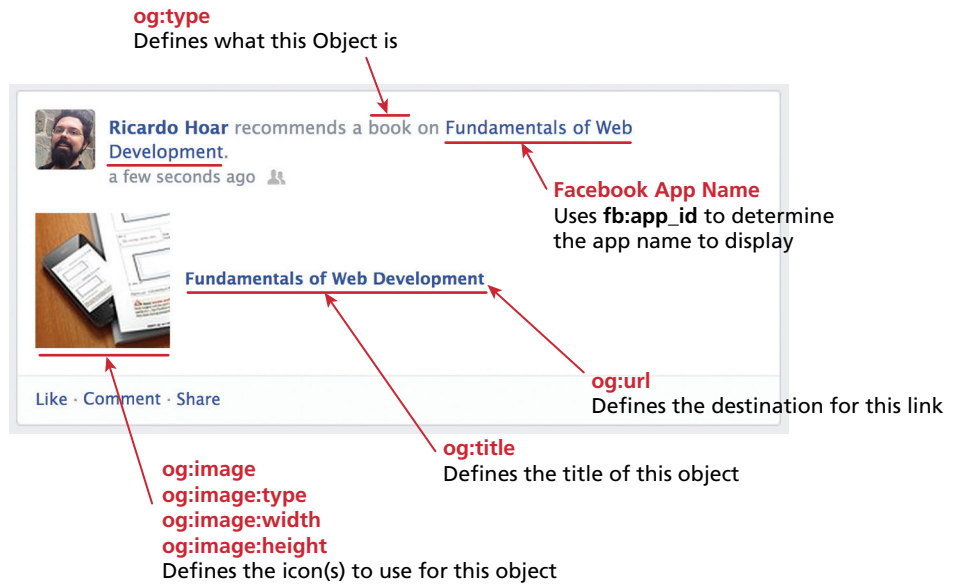 og:type
Defines what this Object is
Ricardo Hoar recommends a book on Fundamentals of Web
Development.
a few seconds ago
Facebook App Name
Uses fb:app_id to determine
the app name to display
Fundamentals of Web Development
og:url
Defines the destination for this link
Like · Comment · Share
og:title
Defines the title of this object
og:image
og:image:type
og:image:width
og:image:height
Defines the icon(s) to use for this object